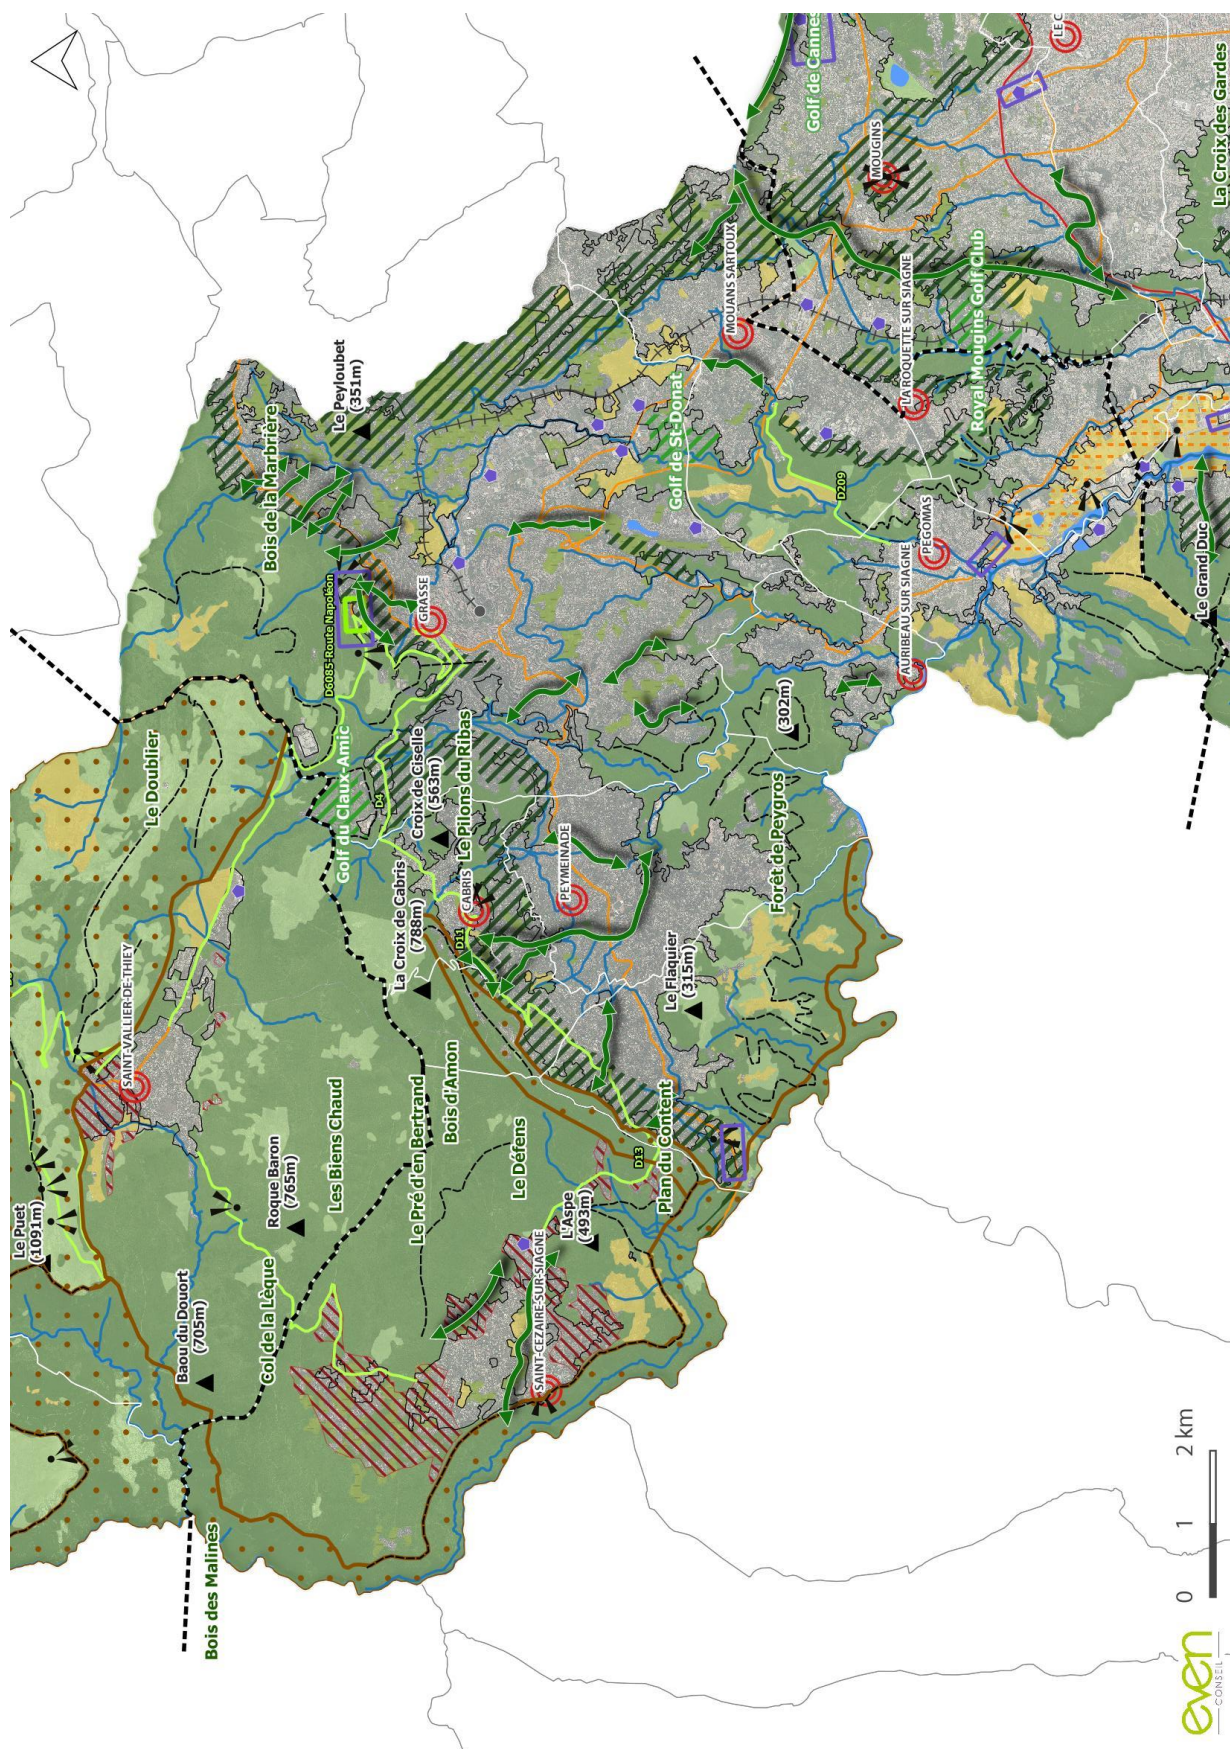 Le Puet
(1091m)
SAINT-VALLIER-DE-THIEY
Le Doublier
Baou du Douort
(705m)
Bois des Malines
Col de la Lèque
Roque Baron
(765m)
Bois de la Marbrière
Les Biens Chaud
D6085-Route Napoléon
Golf du Claux-Amic
Le Peyloubet
(351m)
D4
La Croix de Cabris
(788m)
Le Pré d'en Bertrand
GRASSE
Croix de Ciselle
(563m)
Bois d'Amon
D11
CABRIS
Le Pilons du Ribas
Le Défens
SAINT-CEZAIRE-SUR-SIAGNE
L'Aspe
(493m)
PEYMEINADE
D13
Plan du Content
Le Flaquier
(315m)
Golf de St-Donat
MOUANS SARTOUX
Forêt de Peygros
(302m)
Golf de Cannes
D209
MOUGINS
AURIBEAU SUR SIAGNE
LA ROQUETTE SUR SIAGNE
PEGOMAS
Royal Mougins Golf Club
LE C
Le Grand Duc
La Croix des Gardes
0 1 2 km
even
CONSEIL